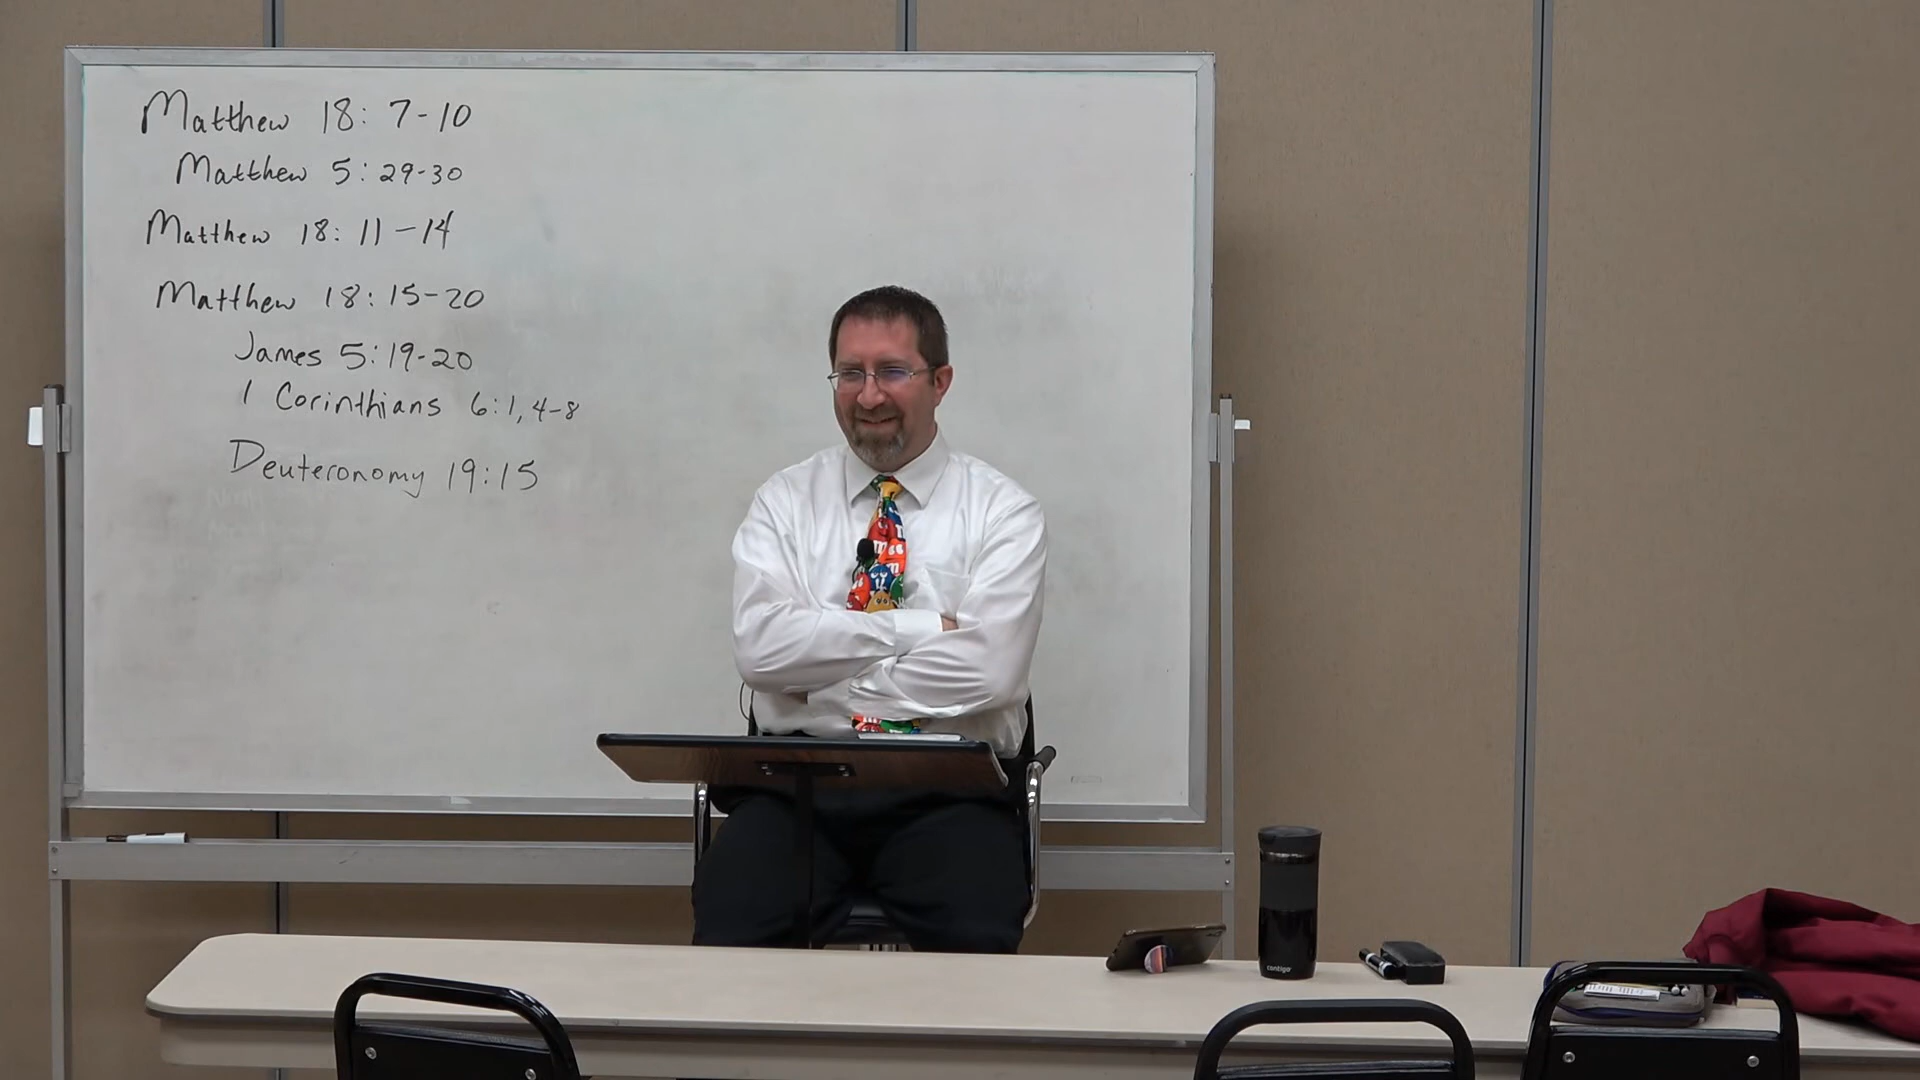 Matthew 18: 7-10
Matthew 5: 29-30
Matthew 18: 11-14
Matthew 18: 15-20
James 5:19-20
1 Corinthians 6:1, 4-8
Deuteronomy 19:15
m
m
contigo